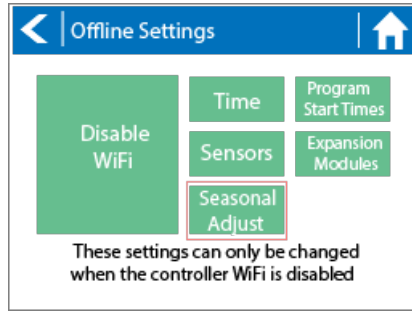 Offline Settings
Disable
WiFi
Time
Program
Start Times
Sensors
Expansion
Modules
Seasonal
Adjust
These settings can only be changed
when the controller WiFi is disabled